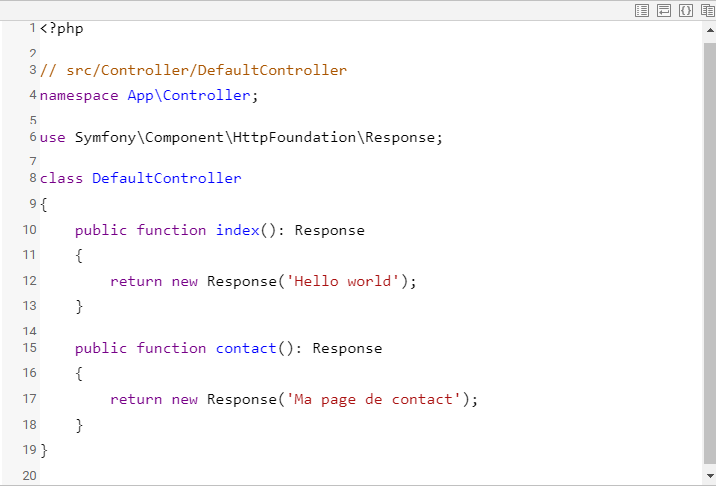 1 <?php
2
3 // src/Controller/DefaultController
4 namespace App\Controller;
5
6 use Symfony\Component\HttpFoundation\Response;
7
8 class DefaultController
9 {
10     public function index(): Response
11     {
12         return new Response('Hello world');
13     }
14
15     public function contact(): Response
16     {
17         return new Response('Ma page de contact');
18     }
19 }
20